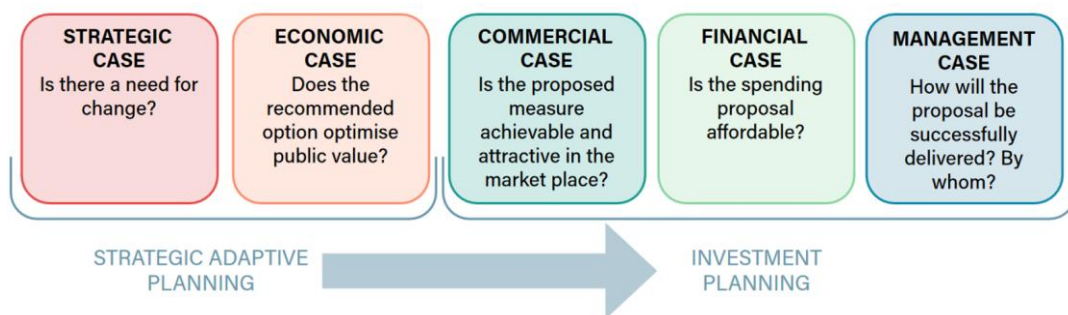 STRATEGIC
CASE
Is there a need for
change?
ECONOMIC
CASE
Does the
recommended
option optimise
public value?
COMMERCIAL
CASE
Is the proposed
measure
achievable and
attractive in the
market place?
FINANCIAL
CASE
Is the spending
proposal
affordable?
MANAGEMENT
CASE
How will the
proposal be
successfully
delivered? By
whom?
STRATEGIC ADAPTIVE
PLANNING
INVESTMENT
PLANNING